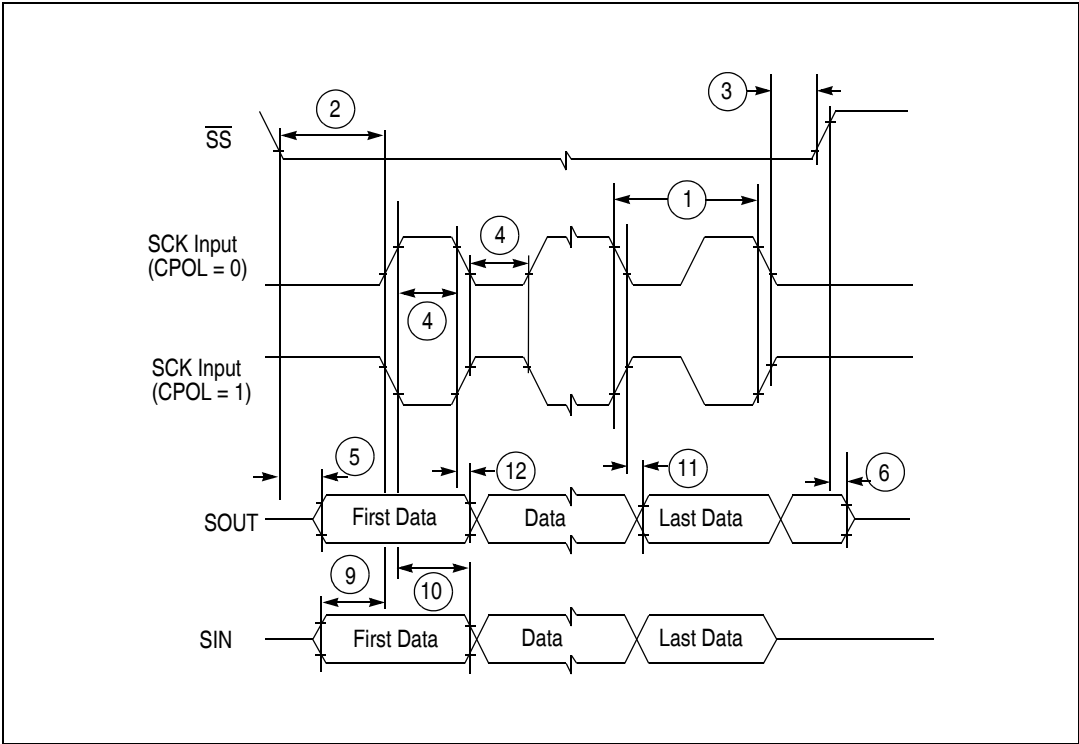 3
2
SS
1
SCK Input
(CPOL = 0)
4
4
SCK Input
(CPOL = 1)
5
12
11
6
SOUT
First Data
Data
Last Data
9
10
SIN
First Data
Data
Last Data